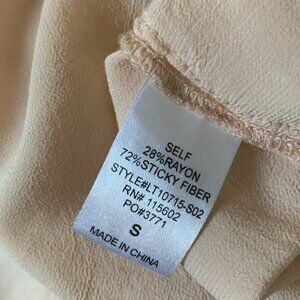 SELF
28%RAYON
72%STICKY FIBER
STYLE#LT10715-S02
RN# 115602
PO#3771
S
MADE IN CHINA